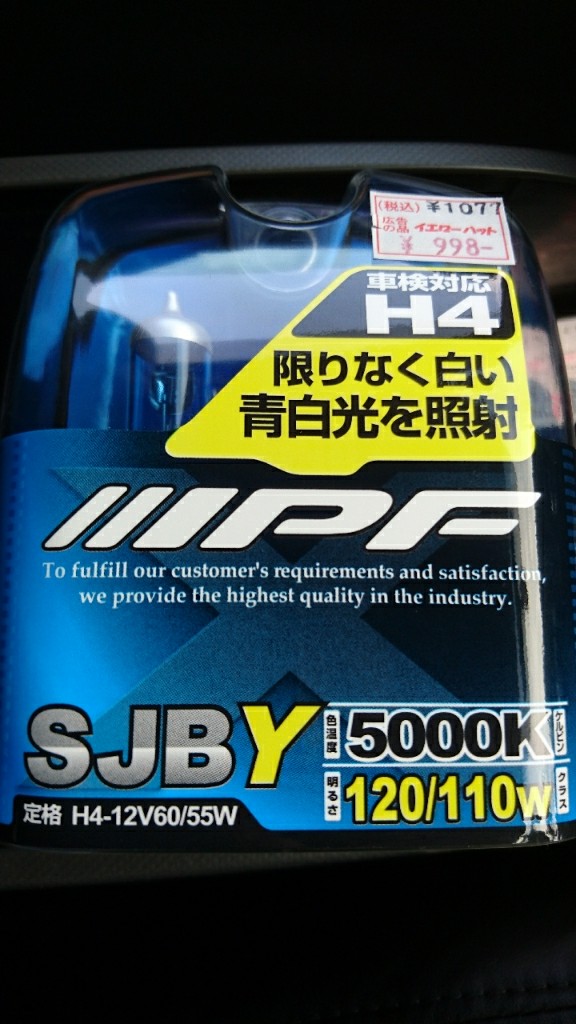 (税込) ¥1077
広告の品 イエローハット
¥ 998-
車検対応
H4
限りなく白い
青白光を照射
IPF
To fulfill our customer's requirements and satisfaction,
we provide the highest quality in the industry.
SJBY
色温度 5000K ケルビン
明るさ 120/110w クラス
定格 H4-12V60/55W